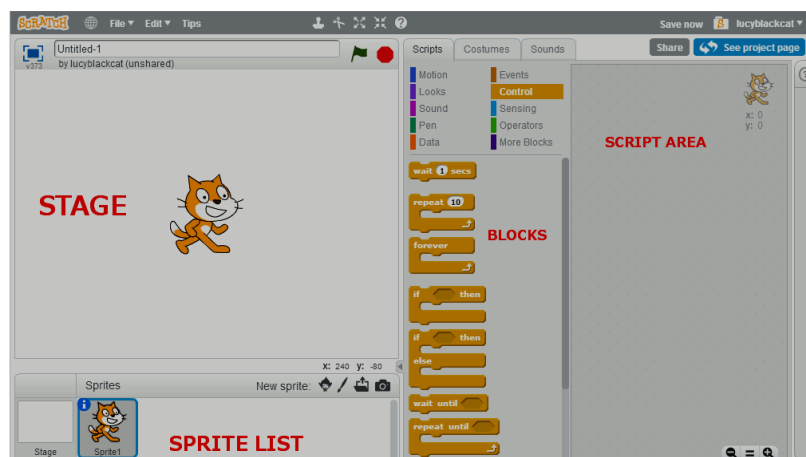 SCRATCH File▼ Edit▼ Tips Save now lucyblackcat▼
Untitled-1
v373 by lucyblackcat (unshared)
Scripts Costumes Sounds Share See project page
Motion Events
Looks Control
Sound Sensing
Pen Operators
Data More Blocks
x: 0
y: 0
SCRIPT AREA
STAGE
BLOCKS
wait 1 secs
repeat 10
forever
if then
if then
else
wait until
repeat until
x: 240 y: -80
Sprites New sprite:
Stage Sprite1
SPRITE LIST